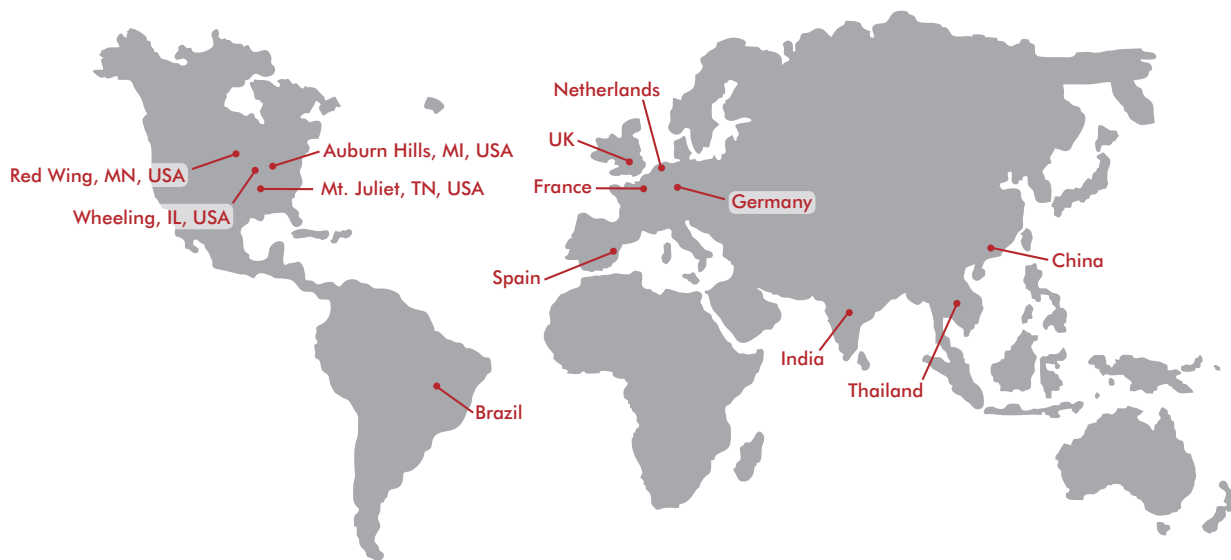 Netherlands
UK
Auburn Hills, MI, USA
Red Wing, MN, USA
Mt. Juliet, TN, USA
France
Germany
Wheeling, IL, USA
China
Spain
India
Thailand
Brazil